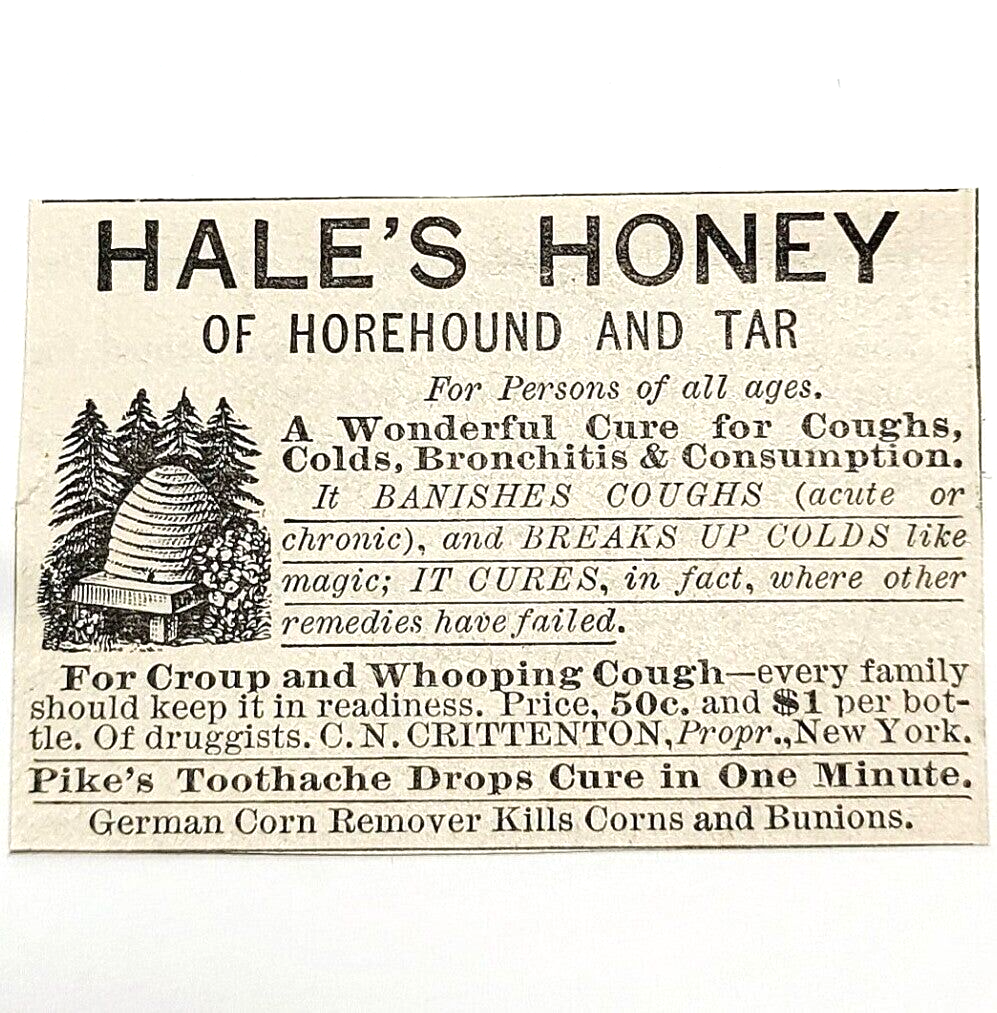 HALE'S HONEY
OF HOREHOUND AND TAR
For Persons of all ages.
A Wonderful Cure for Coughs,
Colds, Bronchitis & Consumption.
It BANISHES COUGHS (acute or
chronic), and BREAKS UP COLDS like
magic; IT CURES, in fact, where other
remedies have failed.
For Croup and Whooping Cough—every family
should keep it in readiness. Price, 50c. and $1 per bot-
tle. Of druggists. C. N. CRITTENTON, Propr., New York.
Pike's Toothache Drops Cure in One Minute.
German Corn Remover Kills Corns and Bunions.